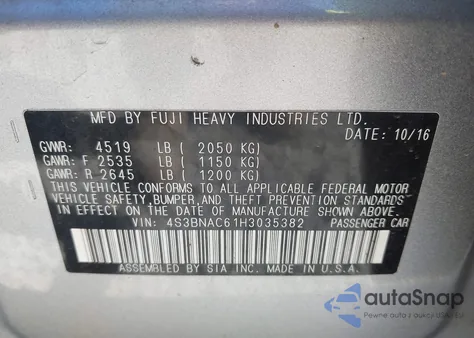 MFD BY FUJI HEAVY INDUSTRIES LTD.
DATE: 10/16
GVWR: 4519 LB ( 2050 KG)
GAWR: F 2535 LB ( 1150 KG)
GAWR: R 2645 LB ( 1200 KG)
THIS VEHICLE CONFORMS TO ALL APPLICABLE FEDERAL MOTOR
VEHICLE SAFETY, BUMPER, AND THEFT PREVENTION STANDARDS
IN EFFECT ON THE DATE OF MANUFACTURE SHOWN ABOVE.
VIN: 4S3BNAC61H3035382 PASSENGER CAR
ASSEMBLED BY SIA INC. MADE IN U.S.A.
autoSnap
Pewne auto z USA